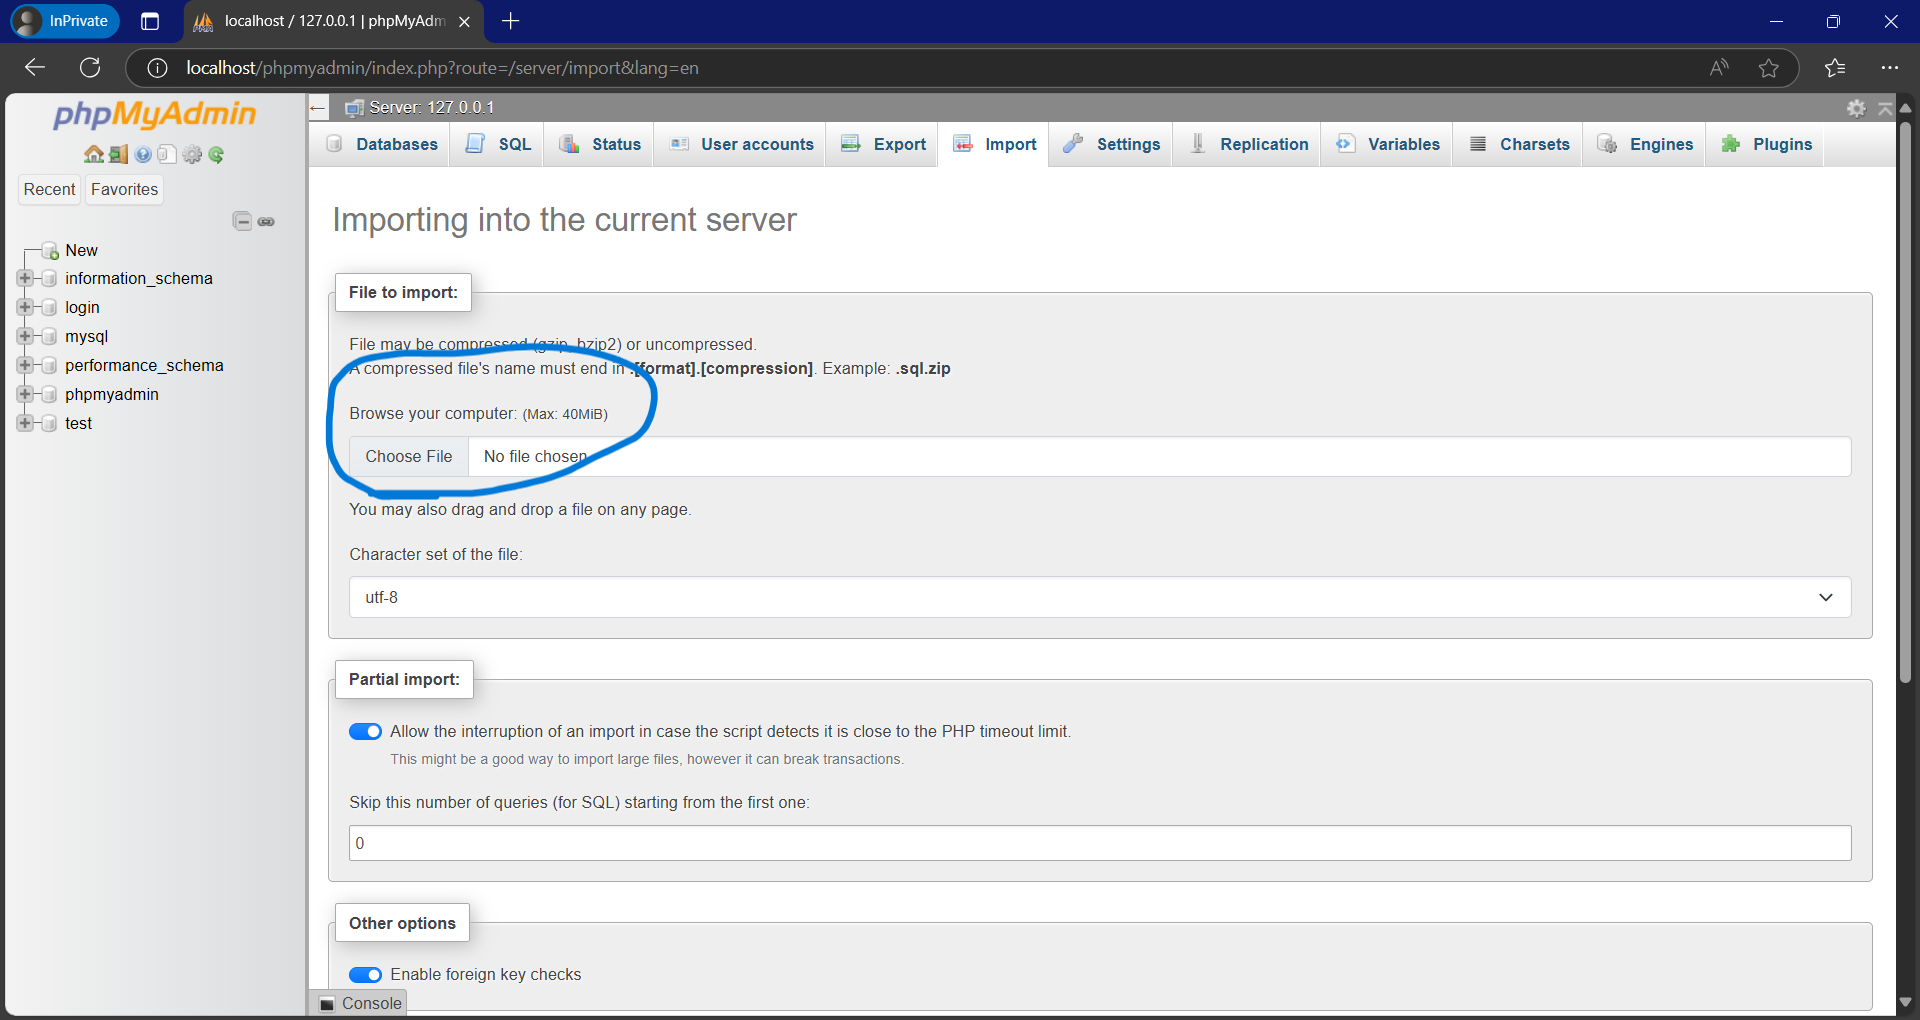 InPrivate
localhost / 127.0.0.1 | phpMyAdm
localhost/phpmyadmin/index.php?route=/server/import&lang=en
phpMyAdmin
Recent Favorites
New
information_schema
login
mysql
performance_schema
phpmyadmin
test
Server: 127.0.0.1
Databases SQL Status User accounts Export Import Settings Replication Variables Charsets Engines Plugins
Importing into the current server
File to import:
File may be compressed (gzip, bzip2) or uncompressed.
A compressed file's name must end in .[format].[compression]. Example: .sql.zip
Browse your computer: (Max: 40MiB)
Choose File No file chosen
You may also drag and drop a file on any page.
Character set of the file:
utf-8
Partial import:
Allow the interruption of an import in case the script detects it is close to the PHP timeout limit.
This might be a good way to import large files, however it can break transactions.
Skip this number of queries (for SQL) starting from the first one:
0
Other options
Enable foreign key checks
Console